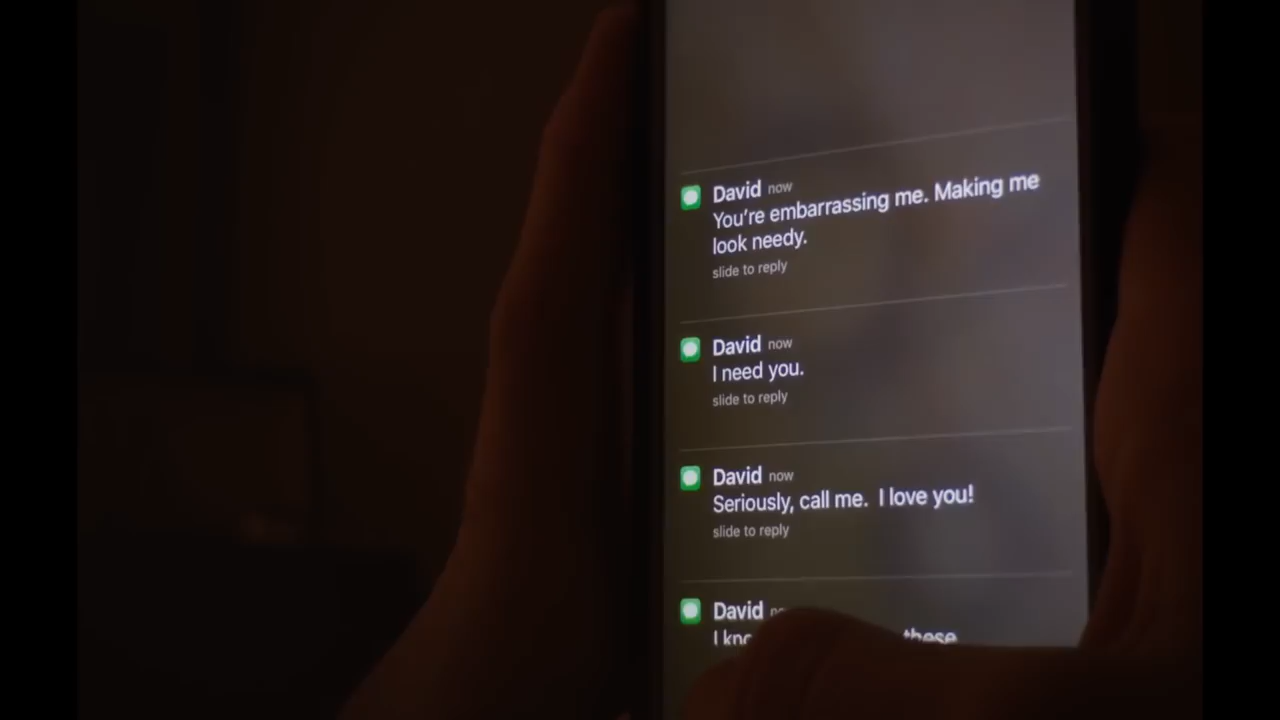 David now
You're embarrassing me. Making me
look needy.
slide to reply
David now
I need you.
slide to reply
David now
Seriously, call me.  I love you!
slide to reply
David
I these